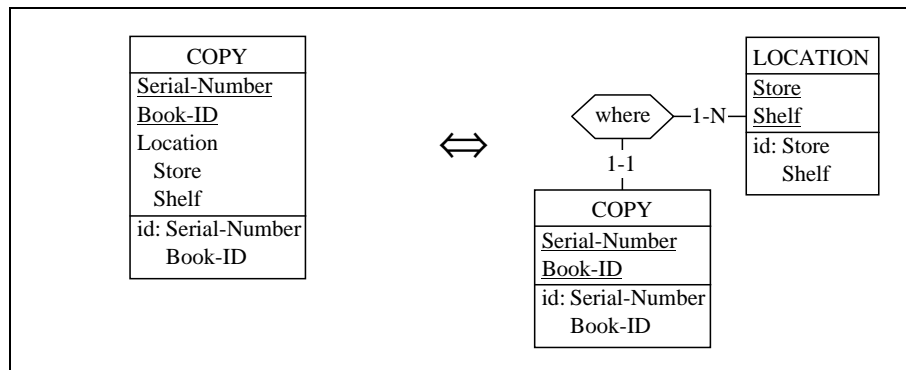 COPY
Serial-Number
Book-ID
Location
Store
Shelf
id: Serial-Number
Book-ID
⇔
where
1-N
1-1
LOCATION
Store
Shelf
id: Store
Shelf
COPY
Serial-Number
Book-ID
id: Serial-Number
Book-ID